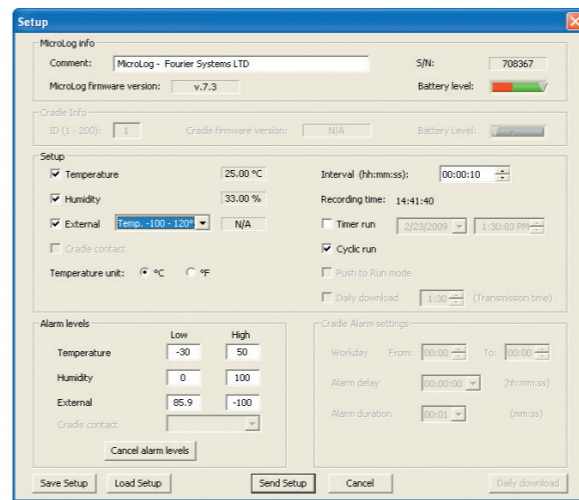 Setup
MicroLog info
Comment: MicroLog - Fourier Systems LTD S/N: 708367
MicroLog firmware version: v.7.3 Battery level:
Cradle Info
ID (1 - 200): 1 Cradle firmware version: N/A Battery Level:
Setup
Temperature 25.00 ºC Interval (hh:mm:ss): 00:00:10
Humidity 33.00 % Recording time: 14:41:40
External Temp. -100 - 120° N/A Timer run 2/23/2009 1:30:03 PM
Cradle contact Cyclic run
Temperature unit: ºC ºF Push to Run mode
Daily download 1:30 (Transmission time)
Alarm levels Cradle Alarm settings
Low High
Temperature -30 50 Workday From: 00:00 To: 00:00
Humidity 0 100 Alarm delay 00:00:00 (hh:mm:ss)
External 85.9 -100 Alarm duration 00:01 (mm:ss)
Cradle contact
Cancel alarm levels
Save Setup Load Setup Send Setup Cancel Daily download